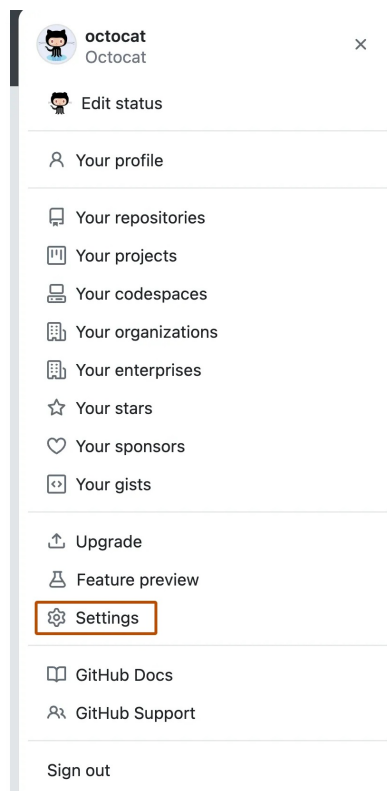 octocat
Octocat
Edit status
Your profile
Your repositories
Your projects
Your codespaces
Your organizations
Your enterprises
Your stars
Your sponsors
Your gists
Upgrade
Feature preview
Settings
GitHub Docs
GitHub Support
Sign out